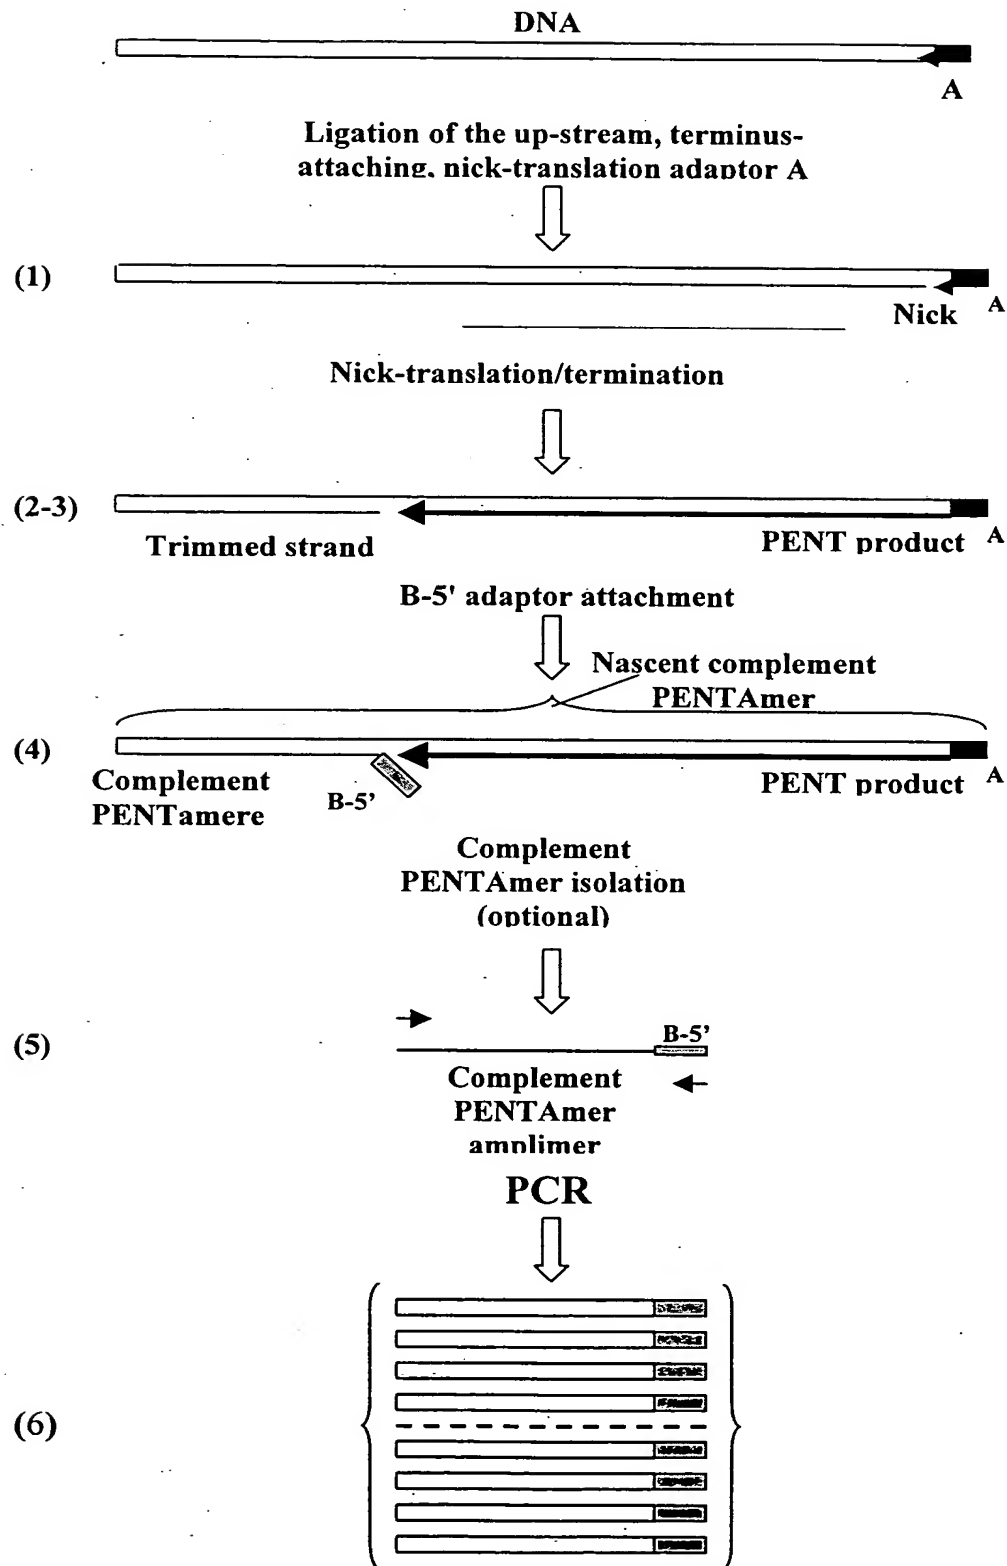 DNA
A
Ligation of the up-stream, terminus-
attaching, nick-translation adaptor A
(1)
A
Nick
Nick-translation/termination
(2-3)
Trimmed strand
PENT product
A
B-5' adaptor attachment
Nascent complement
PENTAmer
(4)
Complement
PENTamere
B-5'
PENT product
A
Complement
PENTAmer isolation
(optional)
(5)
B-5'
Complement
PENTAmer
amplimer
PCR
(6)